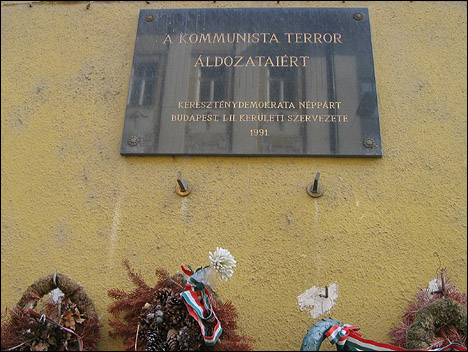 A KOMMUNISTA TERROR
ÁLDOZATAIÉRT
KERESZTÉNYDEMOKRATA NÉPPÁRT
BUDAPEST, I.-II. KERÜLETI SZERVEZETE
1991